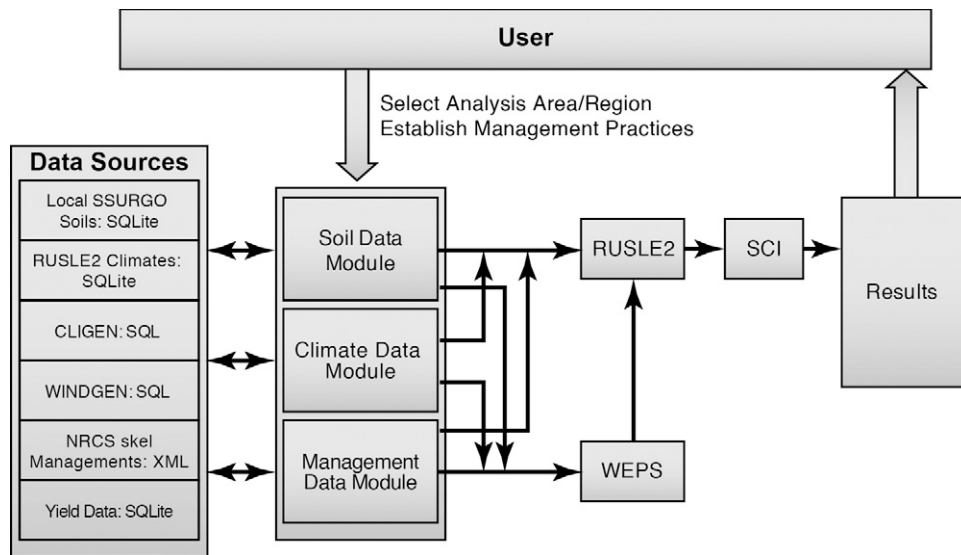 User
Select Analysis Area/Region
Establish Management Practices
Data Sources
Local SSURGO
Soils: SQLite
RUSLE2 Climates:
SQLite
CLIGEN: SQL
WINDGEN: SQL
NRCS skel
Managements: XML
Yield Data: SQLite
Soil Data
Module
Climate Data
Module
Management
Data Module
RUSLE2
SCI
WEPS
Results